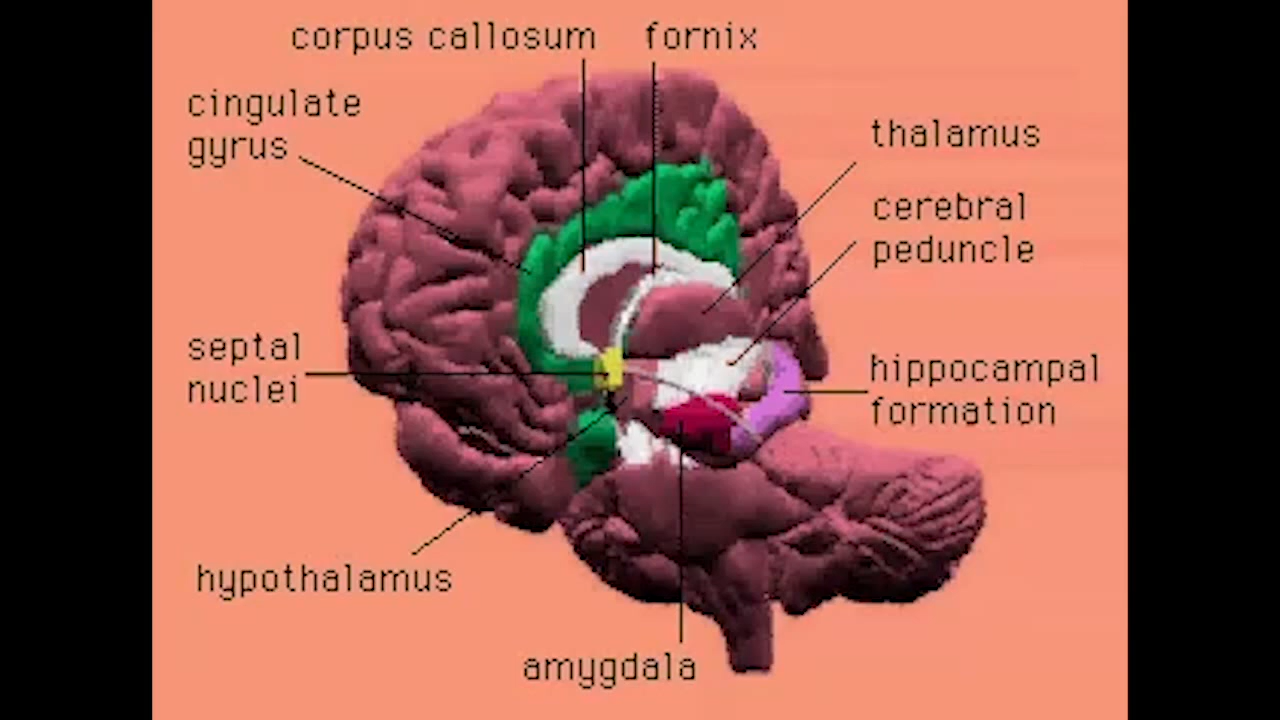 corpus callosum
fornix
cingulate
gyrus
thalamus
cerebral
peduncle
septal
nuclei
hippocampal
formation
hypothalamus
amygdala